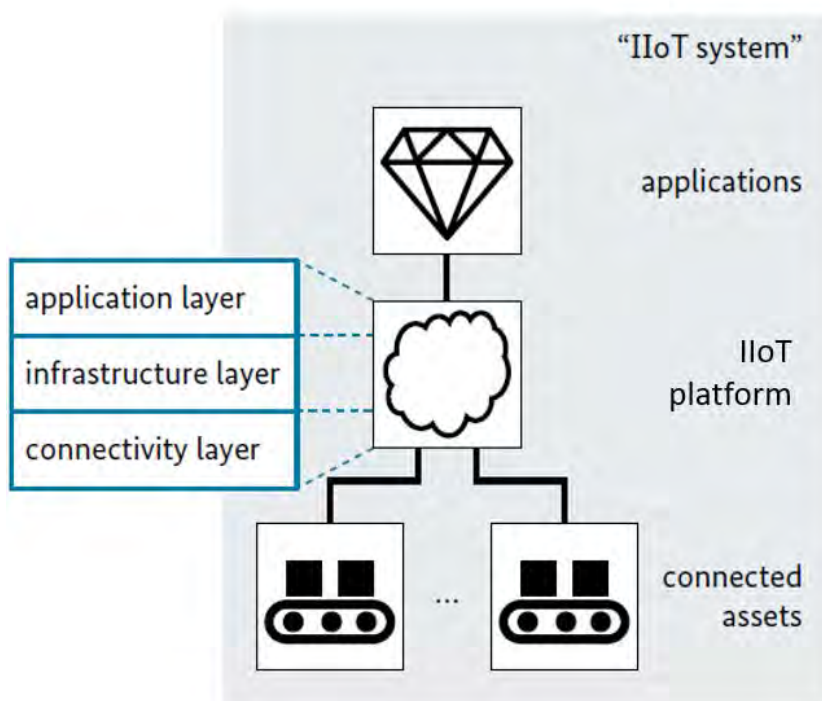 “IIoT system”
applications
application layer
infrastructure layer
connectivity layer
IIoT
platform
...
connected
assets